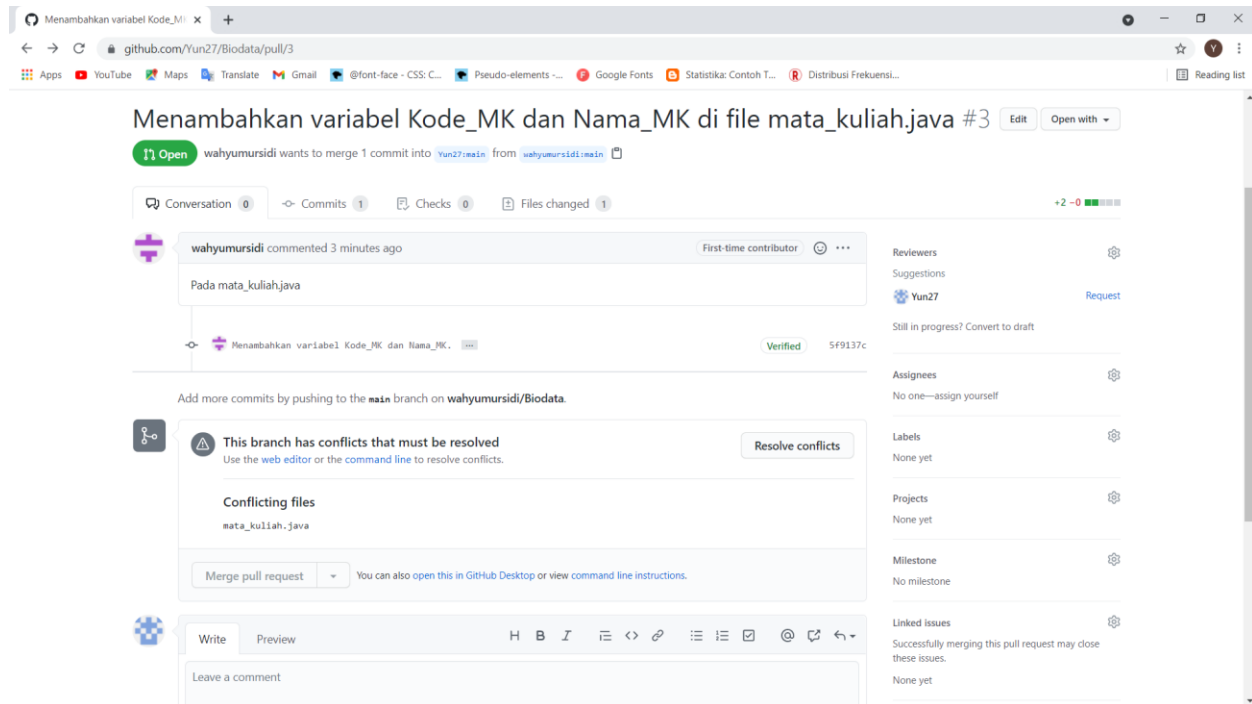 Menambahkan variabel Kode_M
github.com/Yun27/Biodata/pull/3
Y
Apps YouTube Maps Translate Gmail @font-face - CSS: C... Pseudo-elements -... Google Fonts Statistika: Contoh T... Distribusi Frekuensi... Reading list
Menambahkan variabel Kode_MK dan Nama_MK di file mata_kuliah.java #3 Edit Open with
Open wahyumursidi wants to merge 1 commit into Yun27:main from wahyumursidi:main
Conversation 0 Commits 1 Checks 0 Files changed 1 +2 −0
wahyumursidi commented 3 minutes ago First-time contributor
Pada mata_kuliah.java
Menambahkan variabel Kode_MK dan Nama_MK. Verified 5f9137c
Add more commits by pushing to the main branch on wahyumursidi/Biodata.
This branch has conflicts that must be resolved
Use the web editor or the command line to resolve conflicts.
Resolve conflicts
Conflicting files
mata_kuliah.java
Merge pull request You can also open this in GitHub Desktop or view command line instructions.
Write Preview H B I
Leave a comment
Reviewers
Suggestions
Yun27 Request
Still in progress? Convert to draft
Assignees
No one—assign yourself
Labels
None yet
Projects
None yet
Milestone
No milestone
Linked issues
Successfully merging this pull request may close
these issues.
None yet